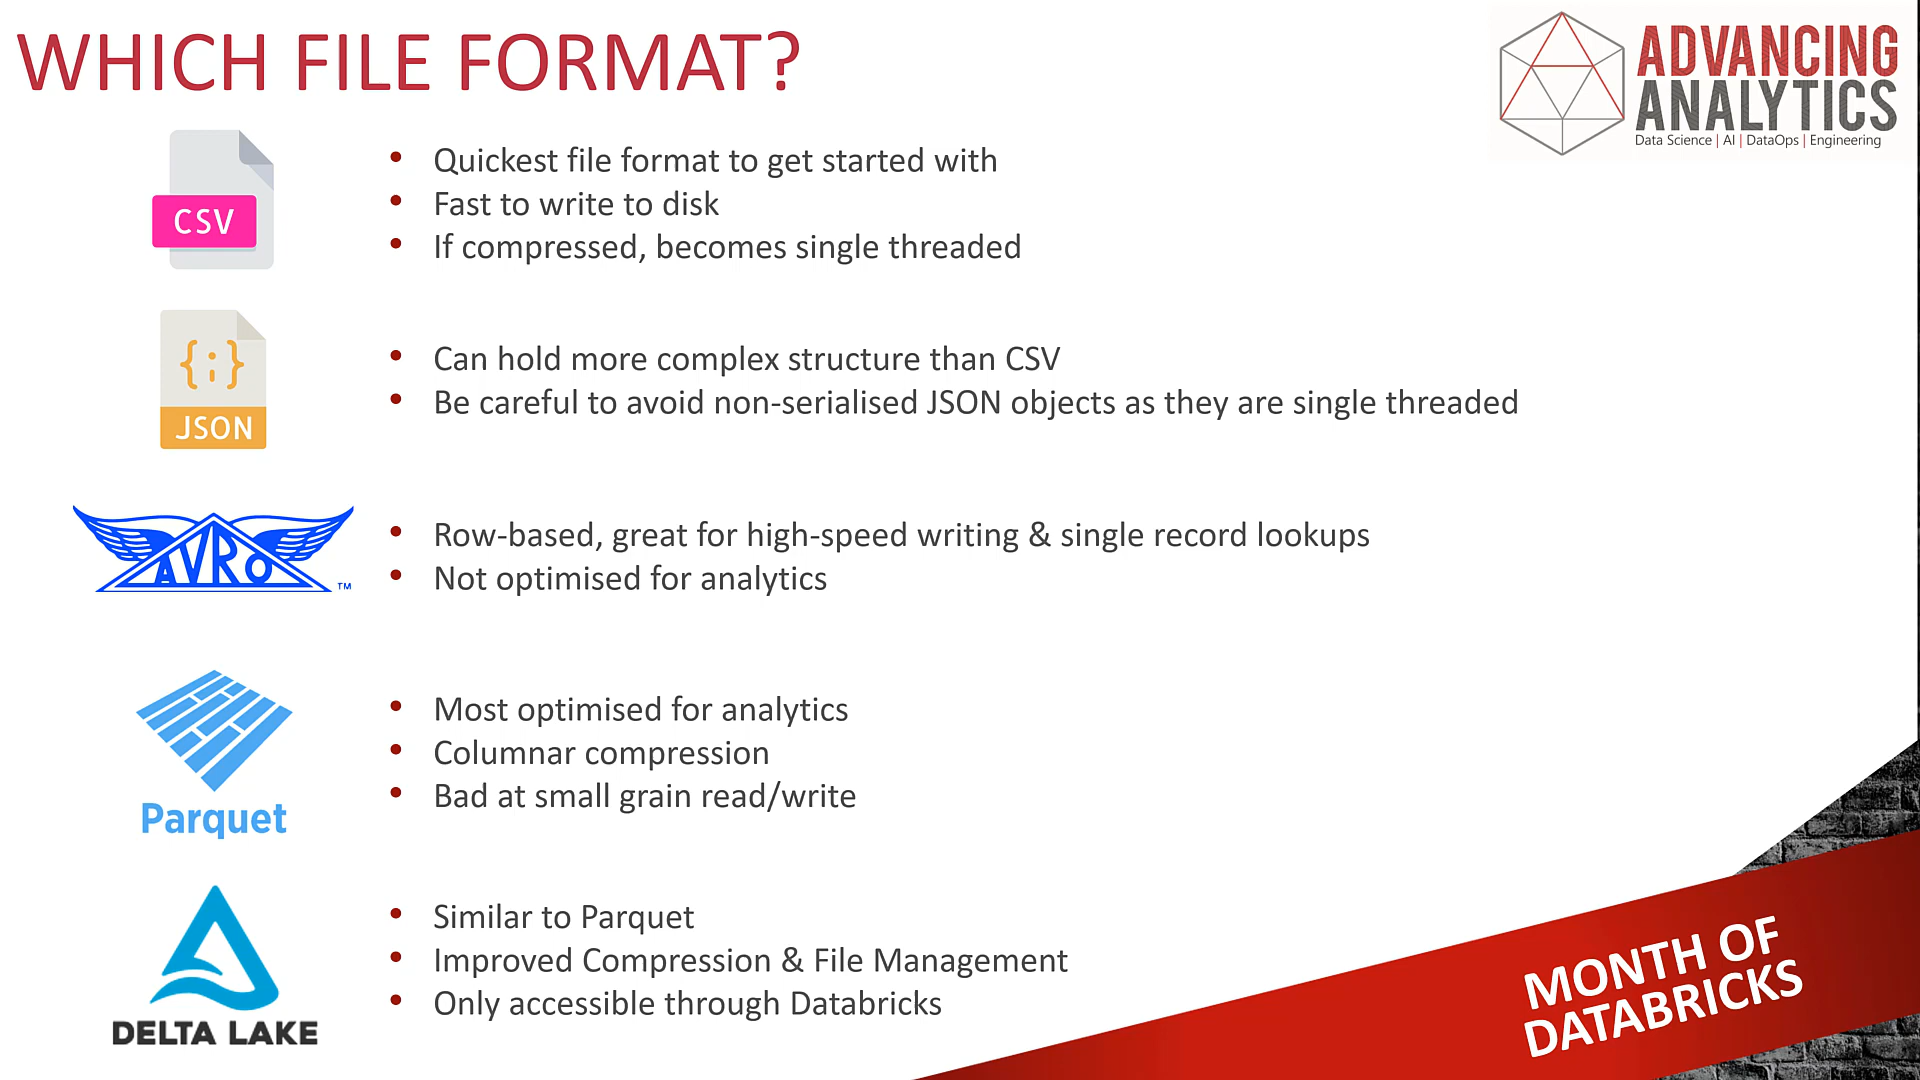 WHICH FILE FORMAT?
ADVANCING
ANALYTICS
Data Science | AI | DataOps | Engineering
CSV
• Quickest file format to get started with
• Fast to write to disk
• If compressed, becomes single threaded
{;}
JSON
• Can hold more complex structure than CSV
• Be careful to avoid non-serialised JSON objects as they are single threaded
AVRO™
• Row-based, great for high-speed writing & single record lookups
• Not optimised for analytics
Parquet
• Most optimised for analytics
• Columnar compression
• Bad at small grain read/write
DELTA LAKE
• Similar to Parquet
• Improved Compression & File Management
• Only accessible through Databricks
MONTH OF
DATABRICKS